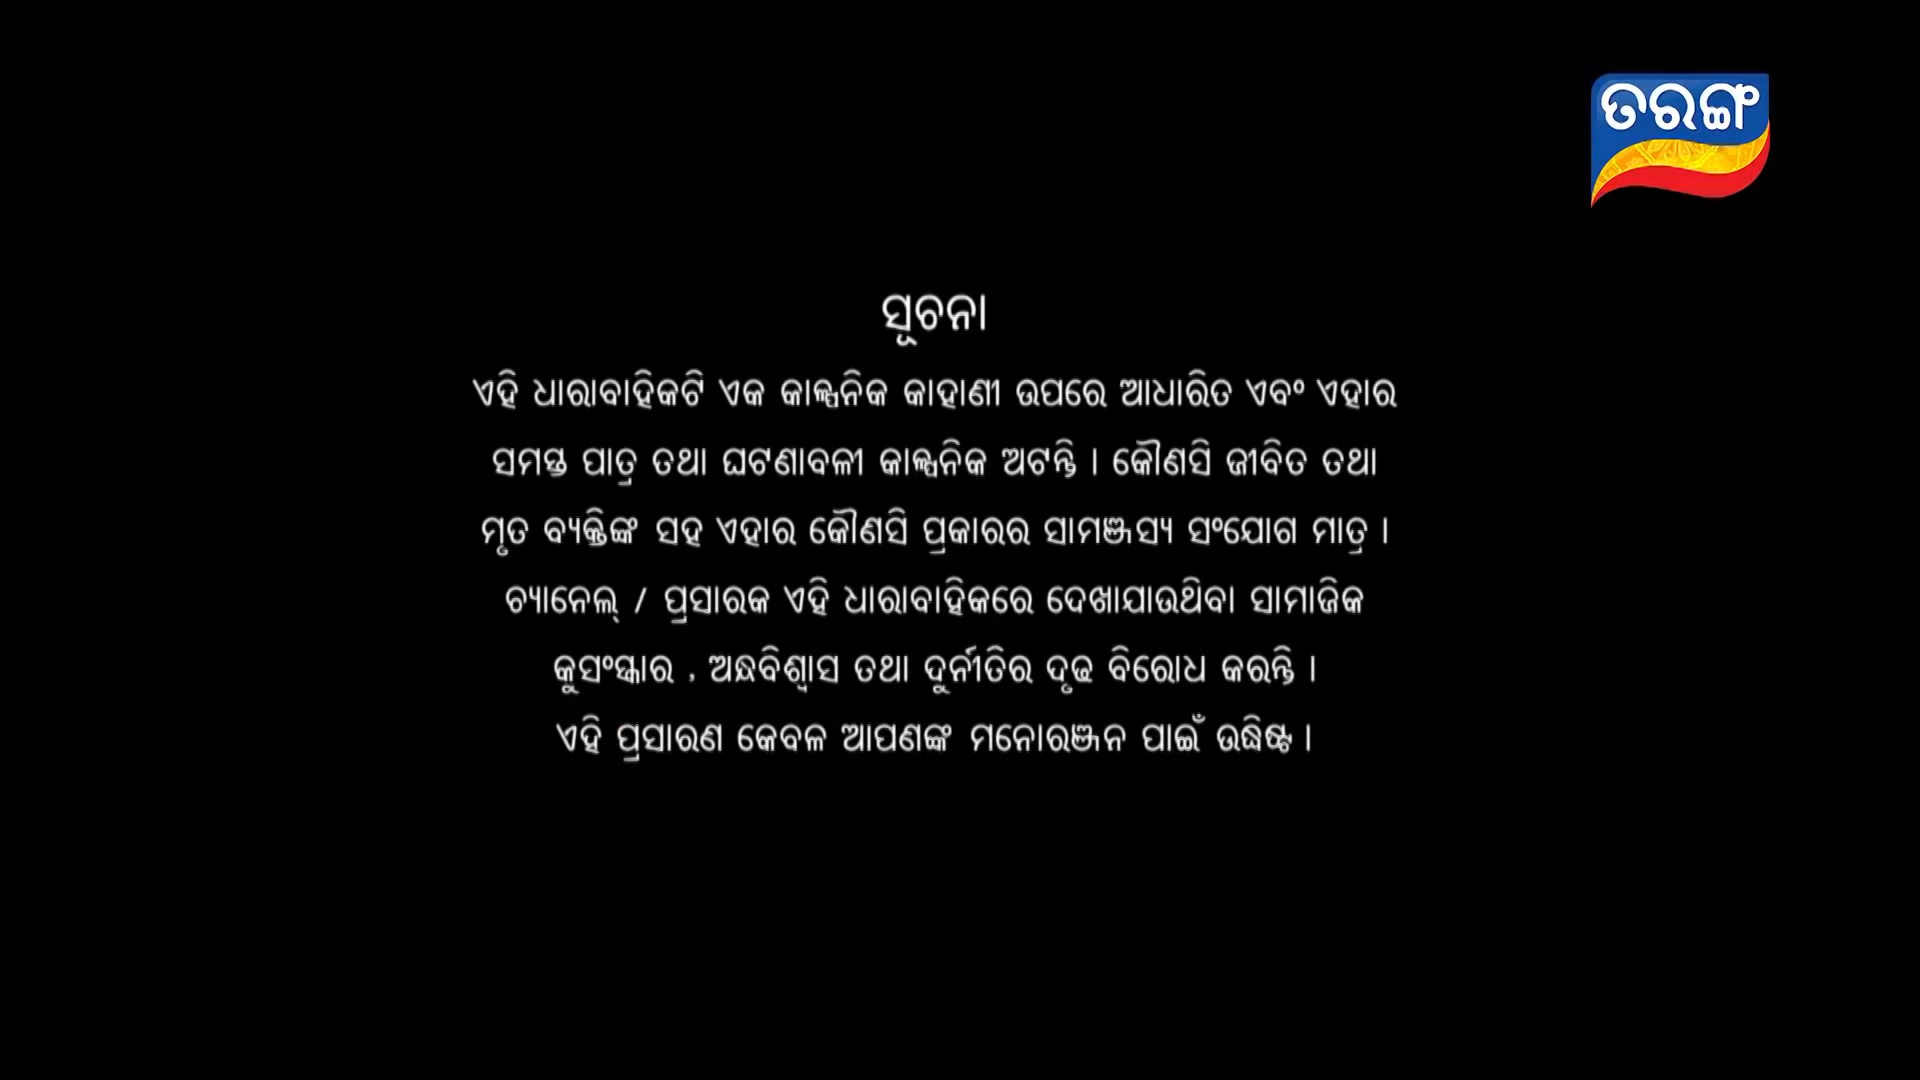 ତରଙ୍ଗ
ସୂଚନା
ଏହି ଧାରାବାହିକଟି ଏକ କାଳ୍ପନିକ କାହାଣୀ ଉପରେ ଆଧାରିତ ଏବଂ ଏହାର
ସମସ୍ତ ପାତ୍ର ତଥା ଘଟଣାବଳୀ କାଳ୍ପନିକ ଅଟନ୍ତି । କୌଣସି ଜୀବିତ ତଥା
ମୃତ ବ୍ୟକ୍ତିଙ୍କ ସହ ଏହାର କୌଣସି ପ୍ରକାରର ସାମଞ୍ଜସ୍ୟ ସଂଯୋଗ ମାତ୍ର ।
ଚ୍ୟାନେଲ୍ / ପ୍ରସାରକ ଏହି ଧାରାବାହିକରେ ଦେଖାଯାଉଥିବା ସାମାଜିକ
କୁସଂସ୍କାର , ଅନ୍ଧବିଶ୍ୱାସ ତଥା ଦୁର୍ନୀତିର ଦୃଢ ବିରୋଧ କରନ୍ତି ।
ଏହି ପ୍ରସାରଣ କେବଳ ଆପଣଙ୍କ ମନୋରଞ୍ଜନ ପାଇଁ ଉଦ୍ଧିଷ୍ଟ ।